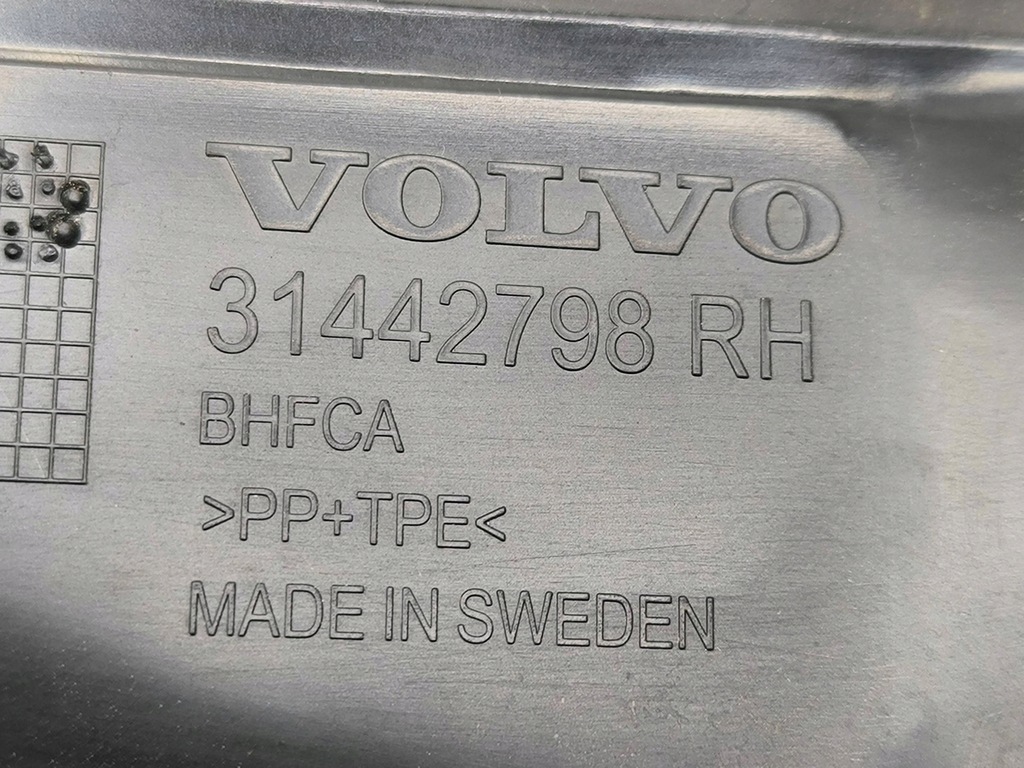 VOLVO
31442798 RH
BHFCA
>PP+TPE<
MADE IN SWEDEN